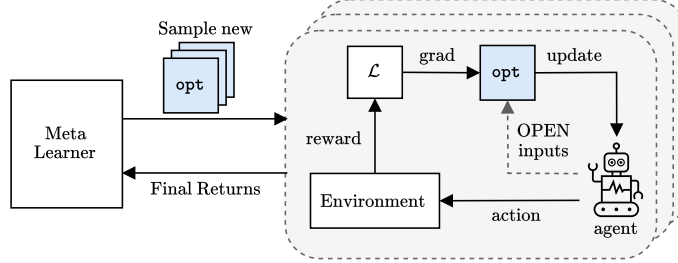 Sample new
opt
Meta
Learner
Final Returns
ℒ
grad
opt
update
reward
OPEN
inputs
Environment
action
agent